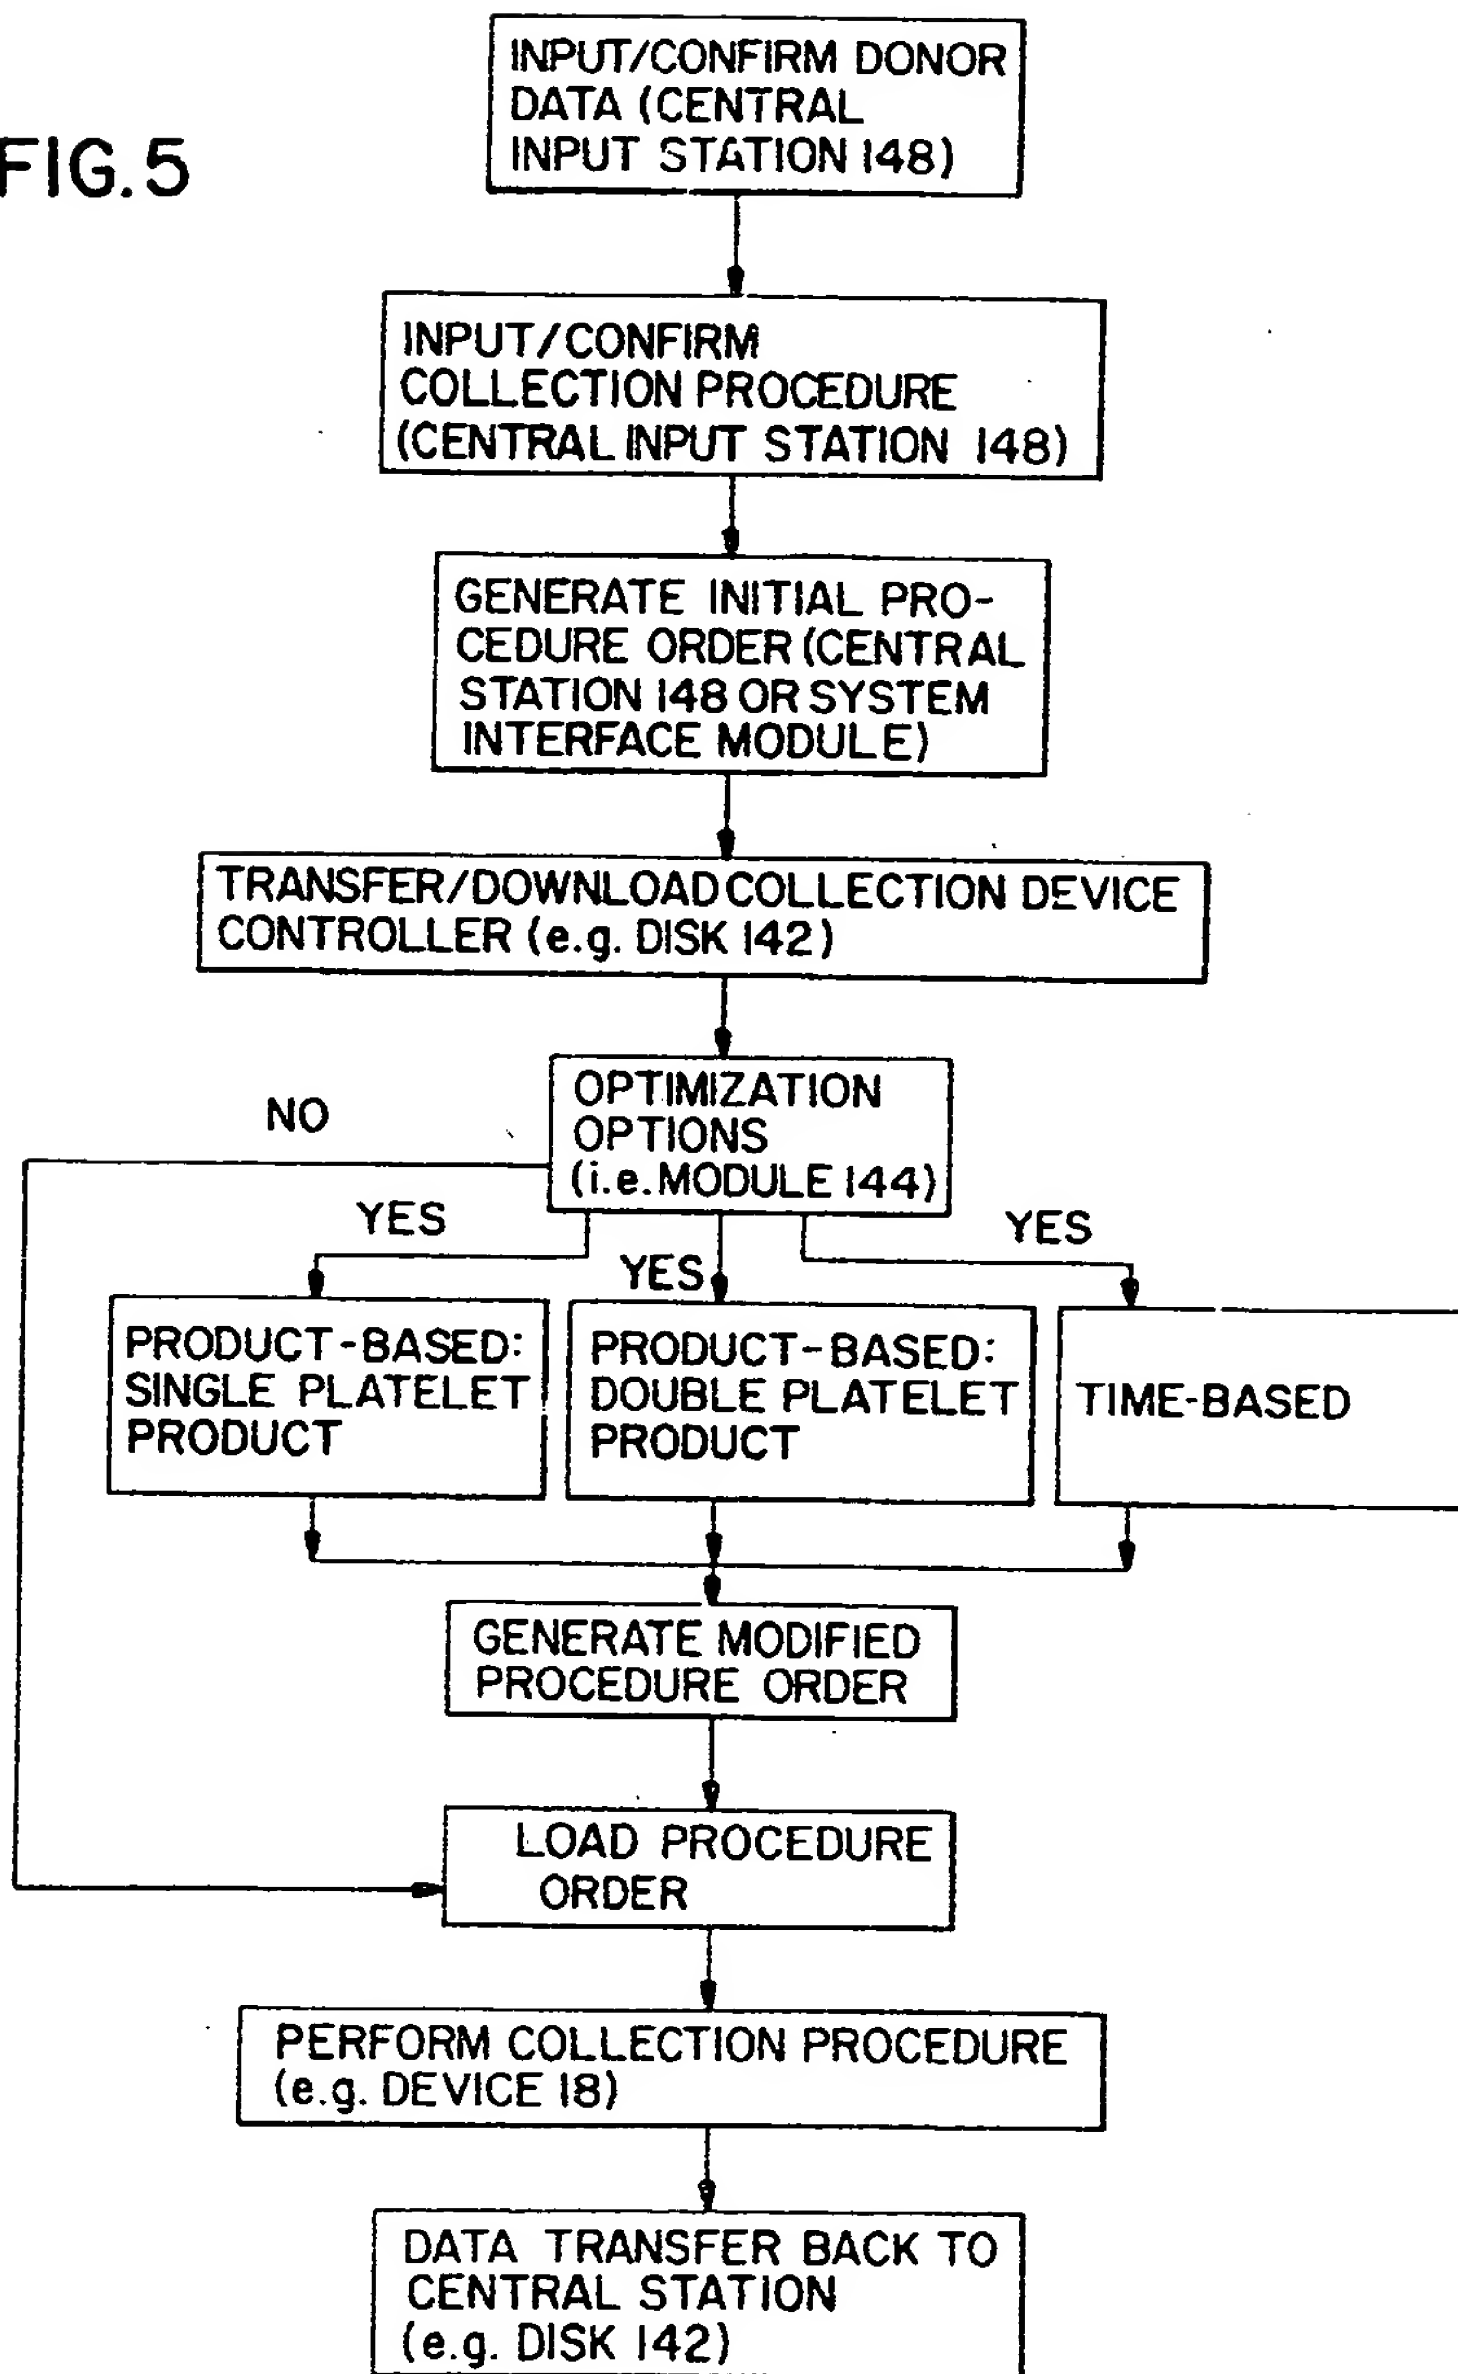 INPUT/CONFIRM DONOR
DATA (CENTRAL
INPUT STATION 148)
FIG. 5
INPUT/CONFIRM
COLLECTION PROCEDURE
(CENTRAL INPUT STATION 148)
GENERATE INITIAL PRO-
CEDURE ORDER (CENTRAL
STATION 148 OR SYSTEM
INTERFACE MODULE)
TRANSFER/DOWNLOAD COLLECTION DEVICE
CONTROLLER (e.g. DISK 142)
OPTIMIZATION
OPTIONS
(i.e. MODULE 144)
NO
YES
YES
YES
PRODUCT-BASED:
SINGLE PLATELET
PRODUCT
PRODUCT-BASED:
DOUBLE PLATELET
PRODUCT
TIME-BASED
GENERATE MODIFIED
PROCEDURE ORDER
LOAD PROCEDURE
ORDER
PERFORM COLLECTION PROCEDURE
(e.g. DEVICE 18)
DATA TRANSFER BACK TO
CENTRAL STATION
(e.g. DISK 142)